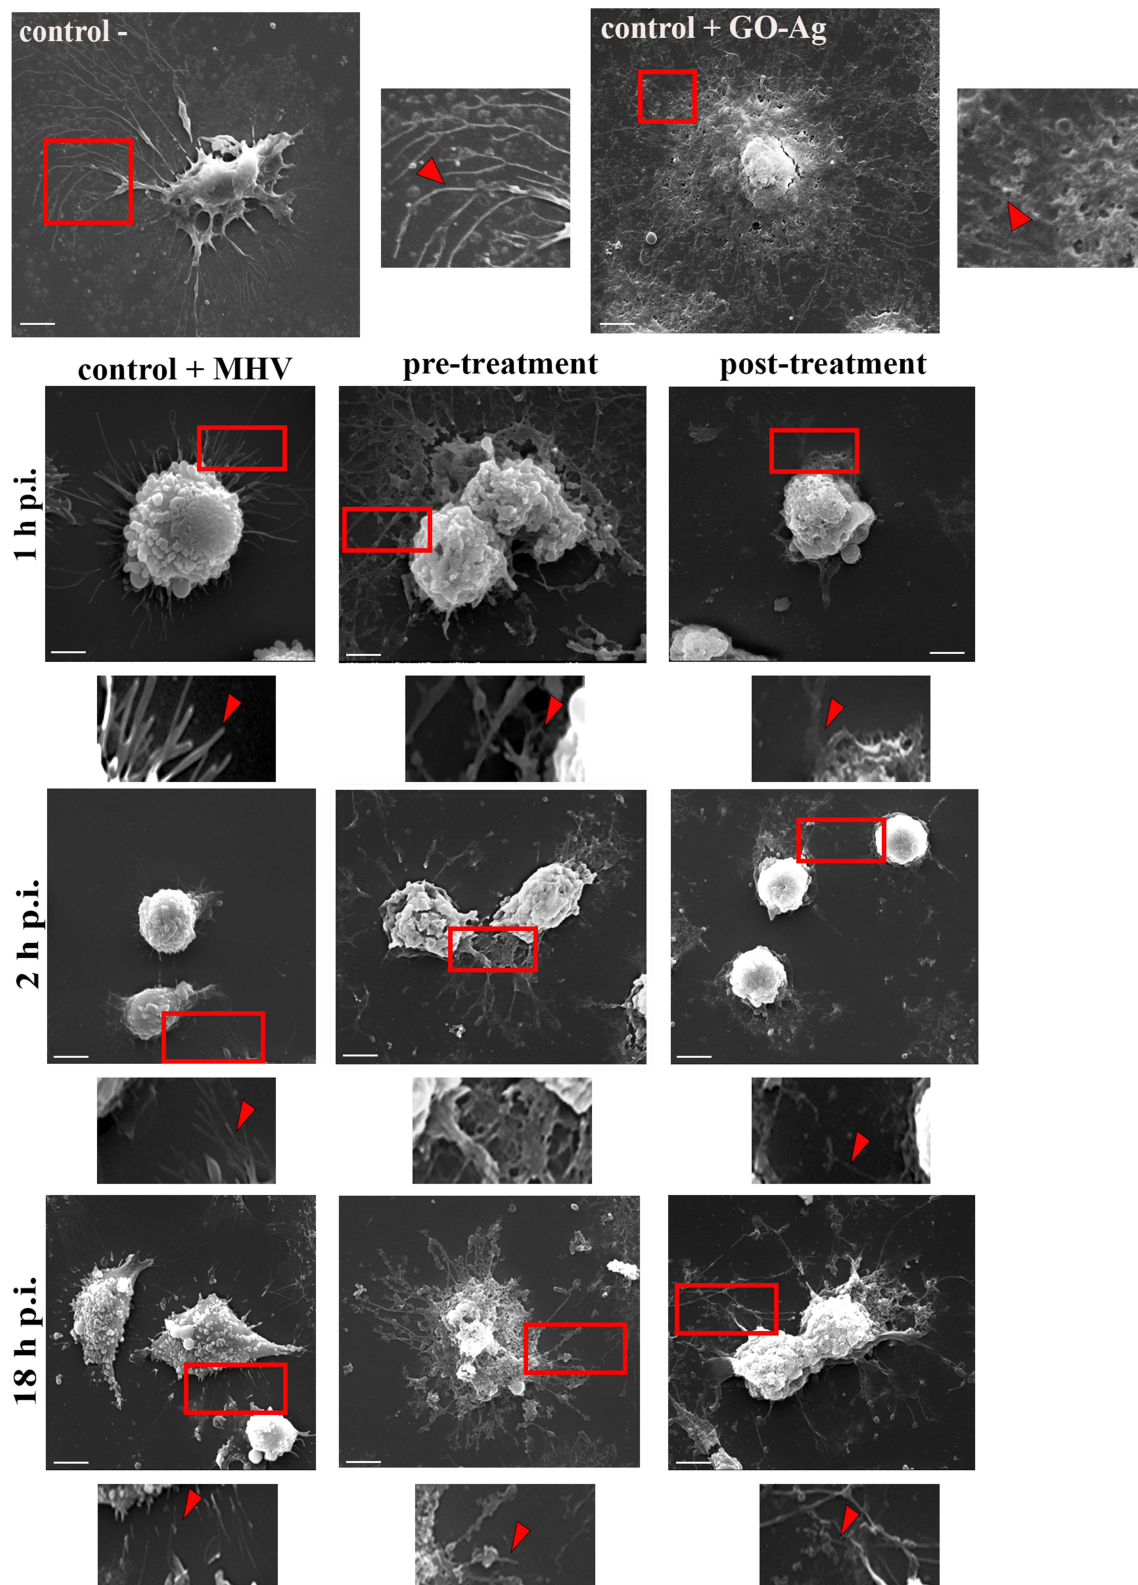 control -
control + GO-Ag
control + MHV
pre-treatment
post-treatment
1 h p.i.
2 h p.i.
18 h p.i.